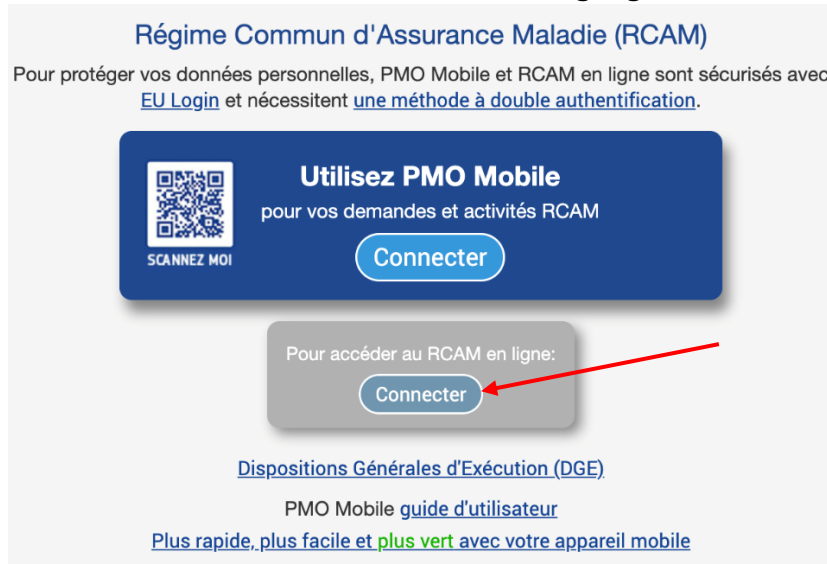 Régime Commun d'Assurance Maladie (RCAM)
Pour protéger vos données personnelles, PMO Mobile et RCAM en ligne sont sécurisés avec
EU Login et nécessitent une méthode à double authentification.
Utilisez PMO Mobile
pour vos demandes et activités RCAM
SCANNEZ MOI
Connecter
Pour accéder au RCAM en ligne:
Connecter
Dispositions Générales d'Exécution (DGE)
PMO Mobile guide d'utilisateur
Plus rapide, plus facile et plus vert avec votre appareil mobile